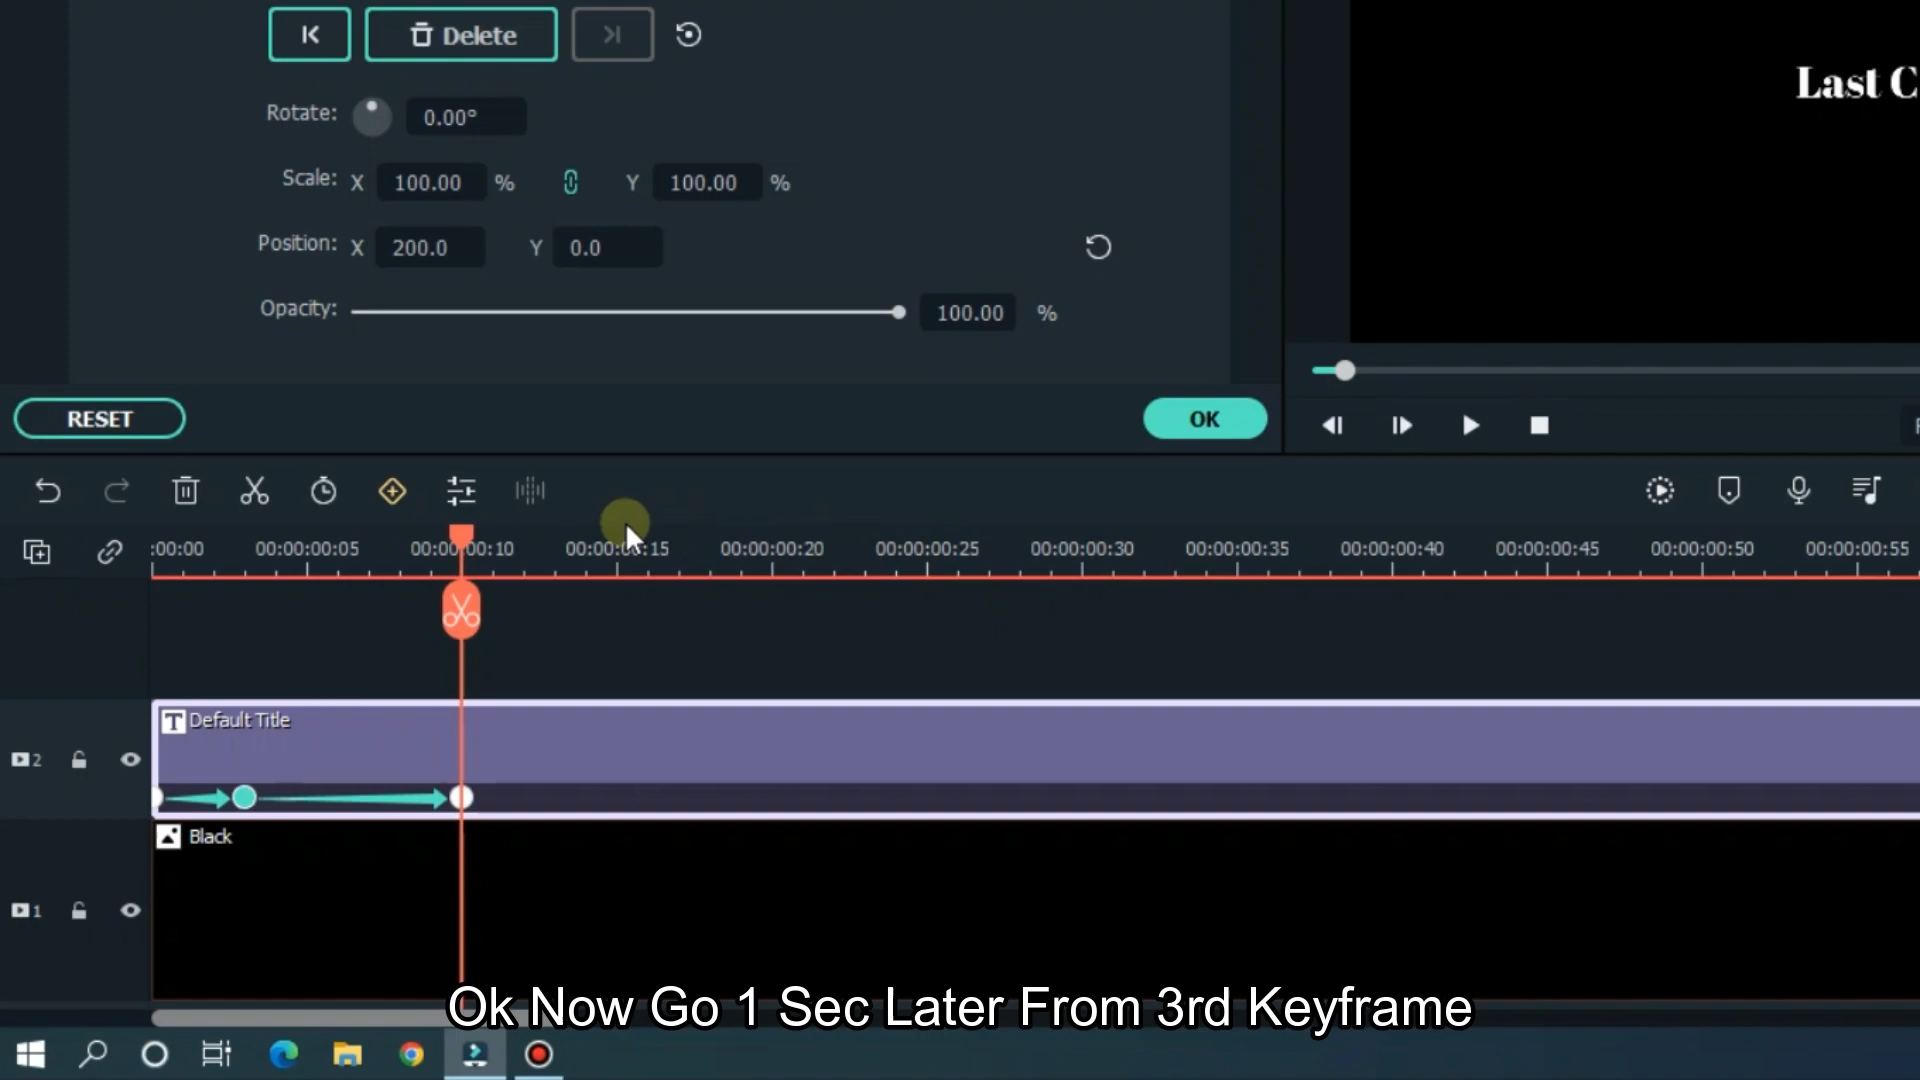 Delete
Last C
Rotate: 0.00°
Scale: X 100.00 % Y 100.00 %
Position: X 200.0 Y 0.0
Opacity: 100.00 %
RESET OK
:00:00 00:00:00:05 00:00:00:10 00:00:00:15 00:00:00:20 00:00:00:25 00:00:00:30 00:00:00:35 00:00:00:40 00:00:00:45 00:00:00:50 00:00:00:55
T Default Title
2
Black
1
Ok Now Go 1 Sec Later From 3rd Keyframe